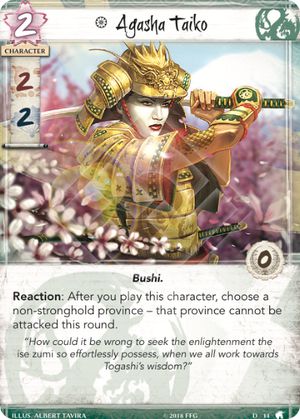 2
Agasha Taiko
CHARACTER
2
2
0
Bushi.
Reaction: After you play this character, choose a
non-stronghold province – that province cannot be
attacked this round.
“How could it be wrong to seek the enlightenment the
ise zumi so effortlessly possess, when we all work towards
Togashi’s wisdom?”
ILLUS. ALBERT TAVIRA
©2018 FFG
D
14